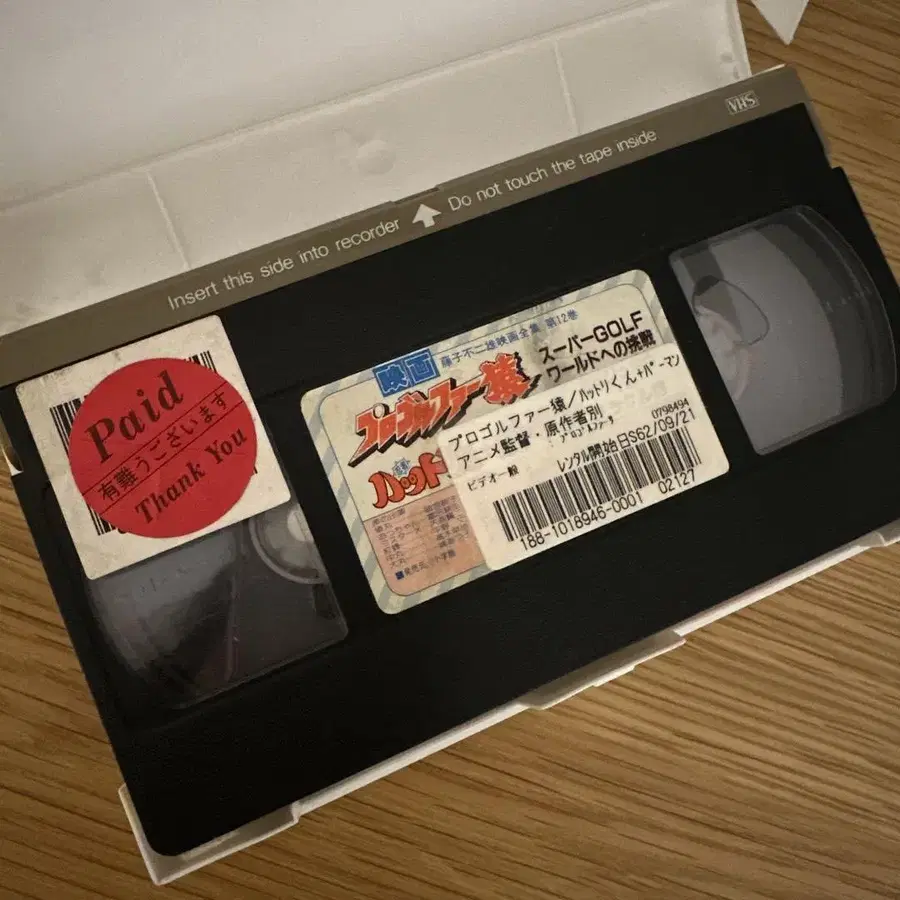 VHS
Insert this side into recorder
Do not touch the tape inside
Paid
有難うございます
Thank You
映画
藤子不二雄映画全集 第12巻
プロゴルファー猿
スーパーGOLF
ワールドへの挑戦
ハット
プロゴルファー猿/ハットリくん+パーマン
アニメ監督・原作者別
0798494
ビデオ一般
レンタル開始日S62/09/21
188-1018946-0001 02127